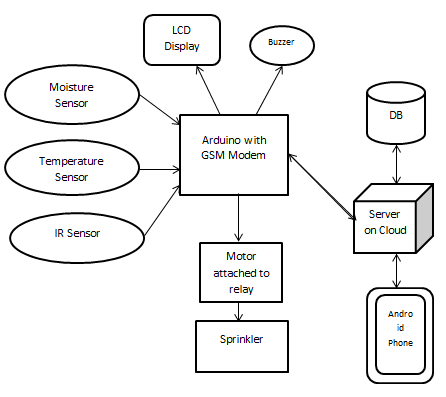 LCD
Display
Buzzer
Moisture
Sensor
Arduino with
GSM Modem
DB
Temperature
Sensor
Server
on Cloud
IR Sensor
Motor
attached to
relay
Andro
id
Phone
Sprinkler